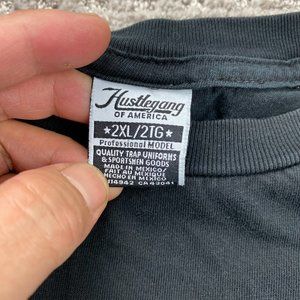 Hustlegang
OF AMERICA
★2XL/2TG★
Professional MODEL
QUALITY TRAP UNIFORMS
& SPORTSMEN GOODS
MADE IN MEXICO/
FAIT AU MEXIQUE/
HECHO EN MEXICO
CA43041